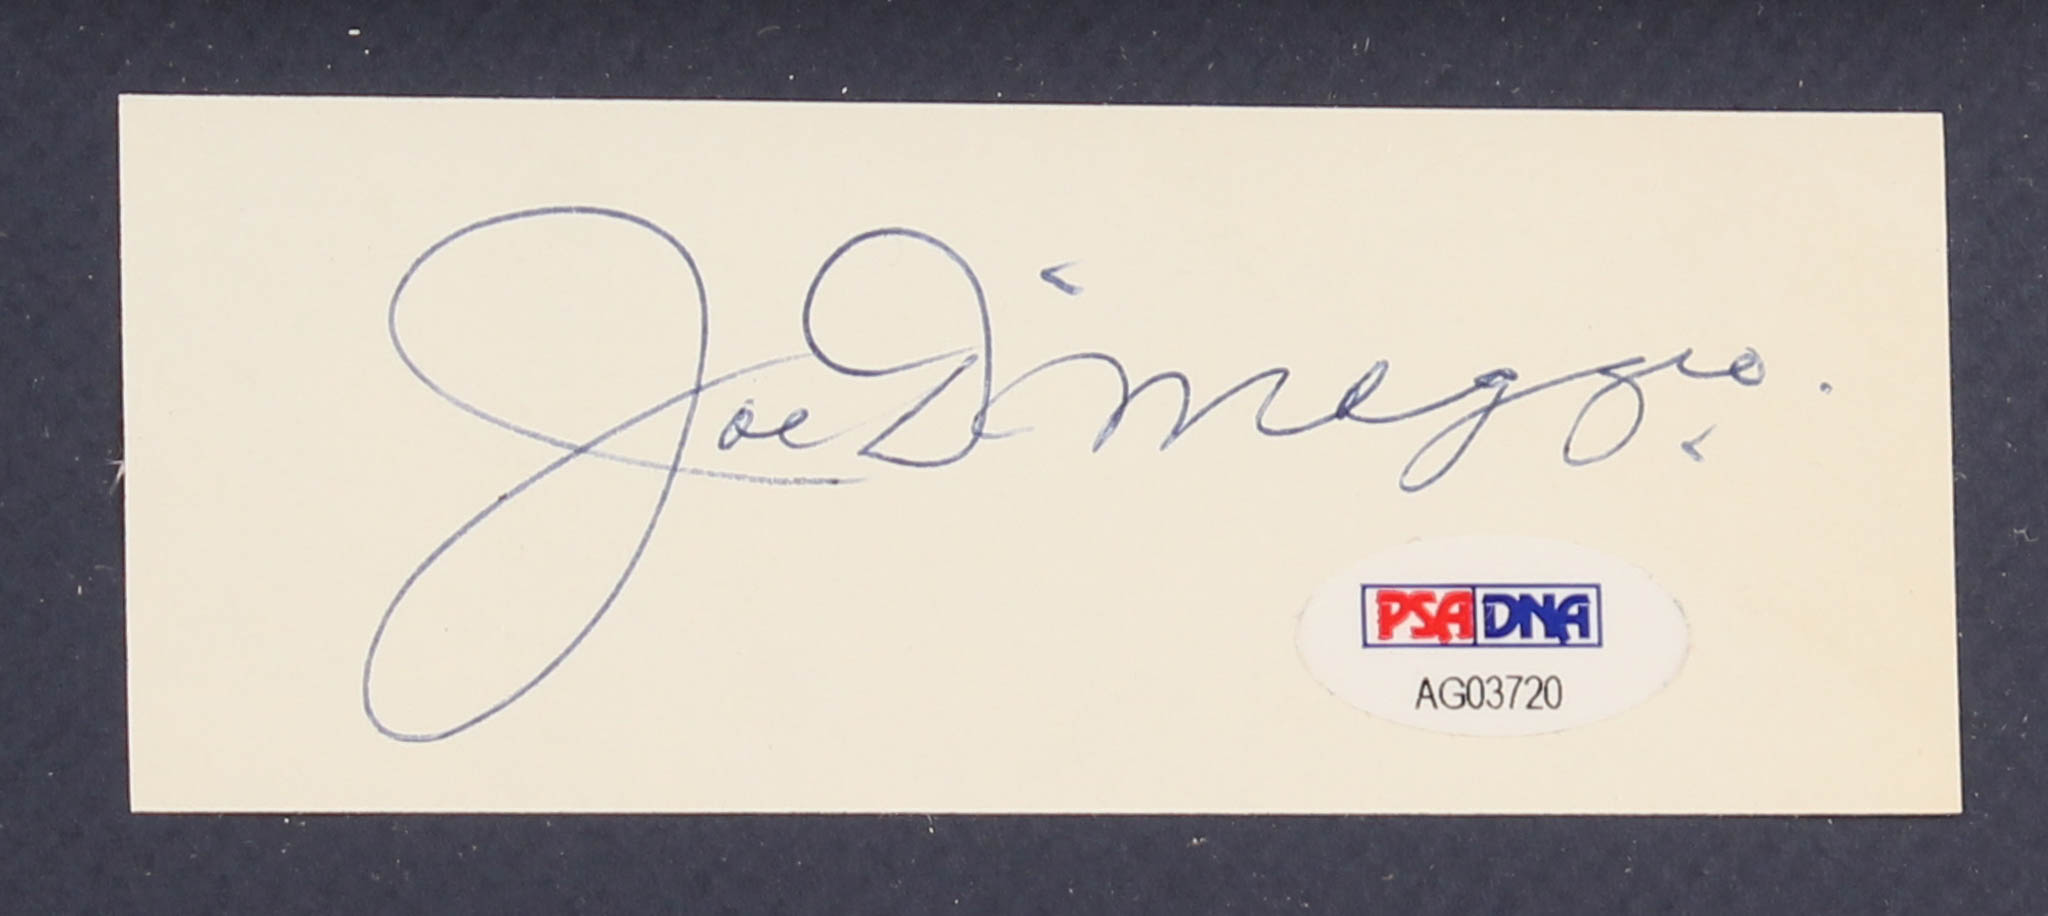 Joe DiMaggio.
PSA DNA
AG03720